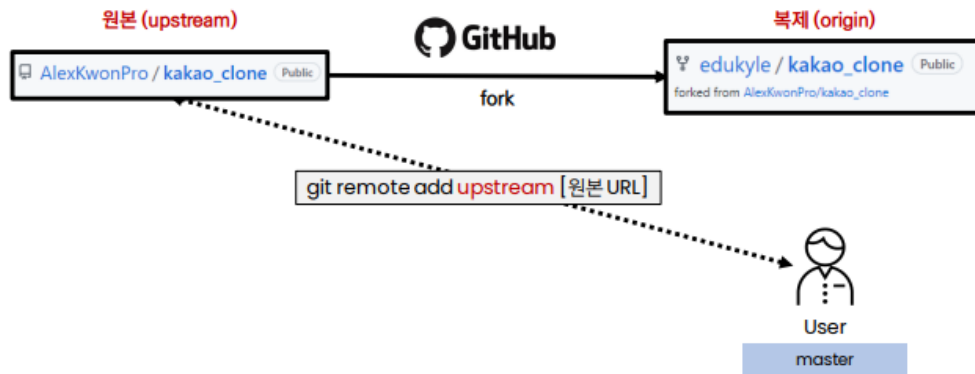 원본 (upstream)
GitHub
복제 (origin)
AlexKwonPro / kakao_clone Public
fork
edukyle / kakao_clone Public
forked from AlexKwonPro/kakao_clone
git remote add upstream [원본 URL]
User
master